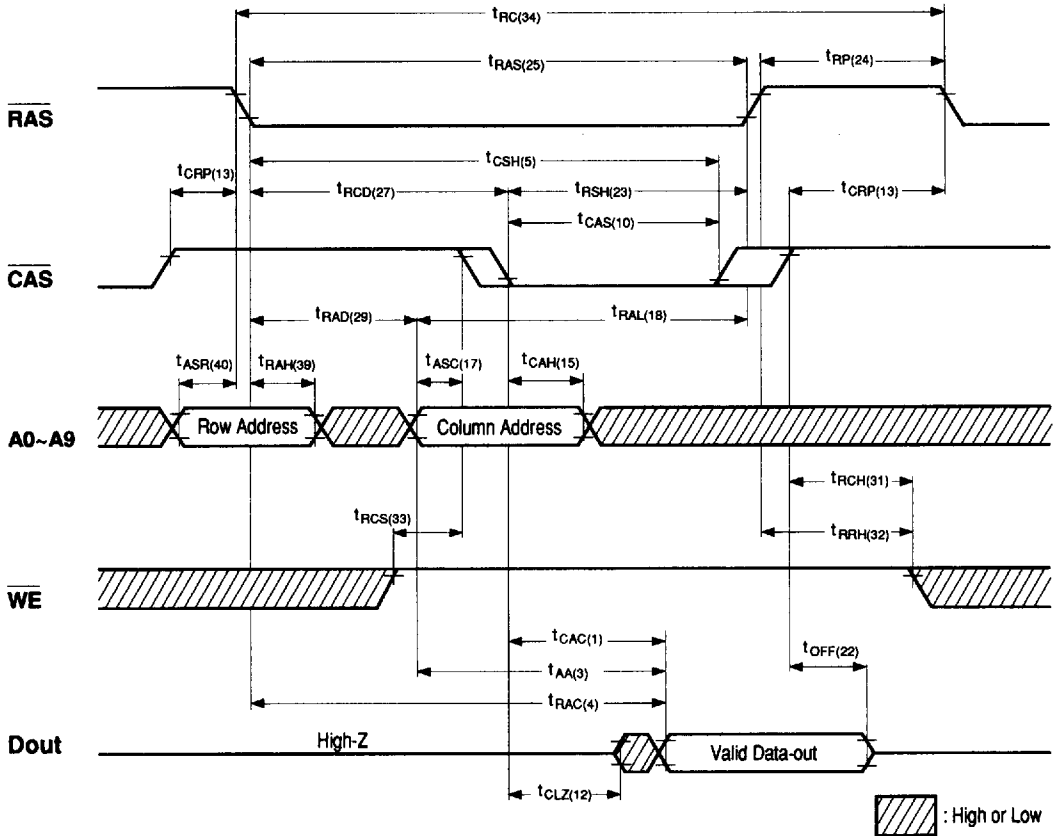 tRC(34)
tRAS(25)
tRP(24)
RAS
tCSH(5)
tCRP(13)
tRCD(27)
tRSH(23)
tCRP(13)
tCAS(10)
CAS
tRAD(29)
tRAL(18)
tASR(40)
tRAH(39)
tASC(17)
tCAH(15)
A0~A9
Row Address
Column Address
tRCH(31)
tRCS(33)
tRRH(32)
WE
tCAC(1)
tOFF(22)
tAA(3)
tRAC(4)
Dout
High-Z
Valid Data-out
tCLZ(12)
: High or Low